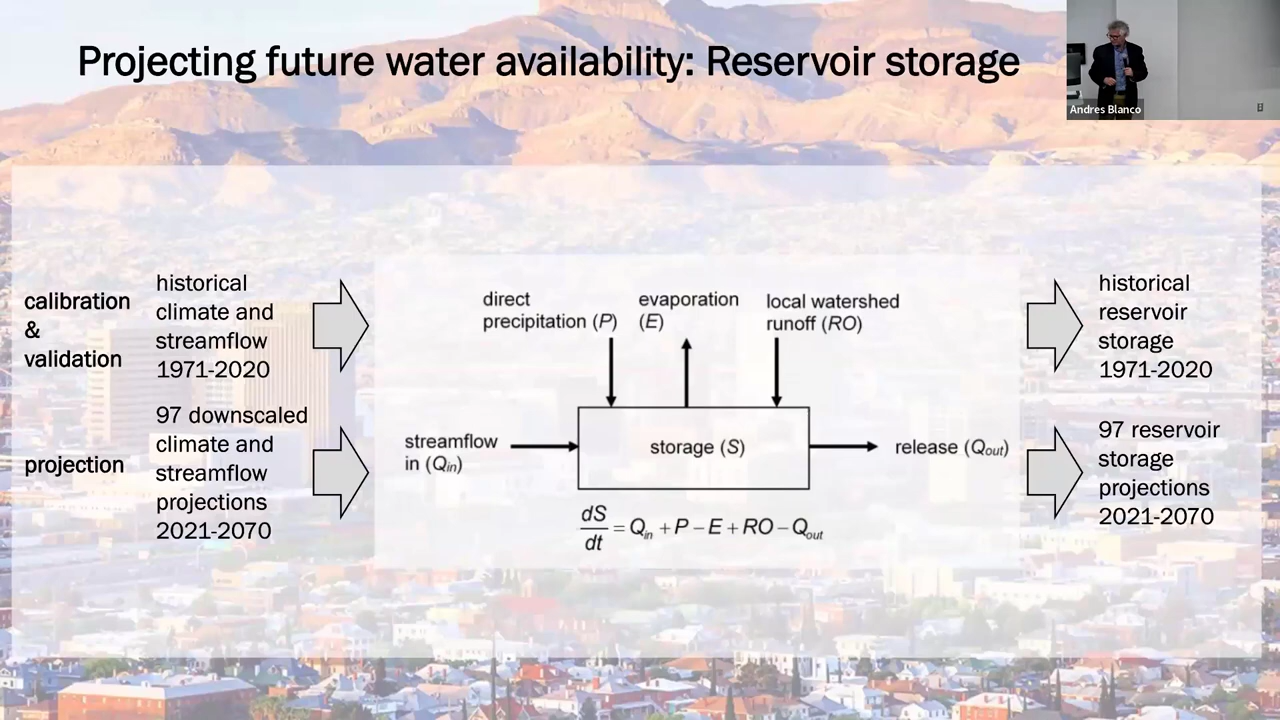 Projecting future water availability: Reservoir storage
Andres Blanco
calibration
&
validation
historical
climate and
streamflow
1971-2020
direct
precipitation (P)
evaporation
(E)
local watershed
runoff (RO)
historical
reservoir
storage
1971-2020
projection
97 downscaled
climate and
streamflow
projections
2021-2070
streamflow
in (Qin)
storage (S)
release (Qout)
dS/dt = Qin + P − E + RO − Qout
97 reservoir
storage
projections
2021-2070